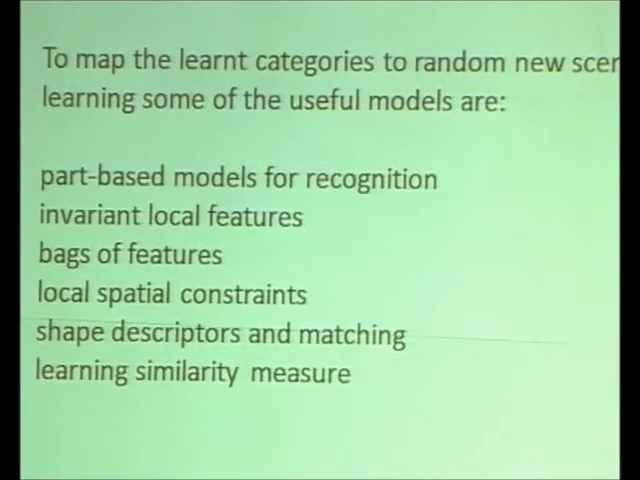 To map the learnt categories to random new
learning some of the useful models are:
part-based models for recognition
invariant local features
bags of features
local spatial constraints
shape descriptors and matching
learning similarity measure